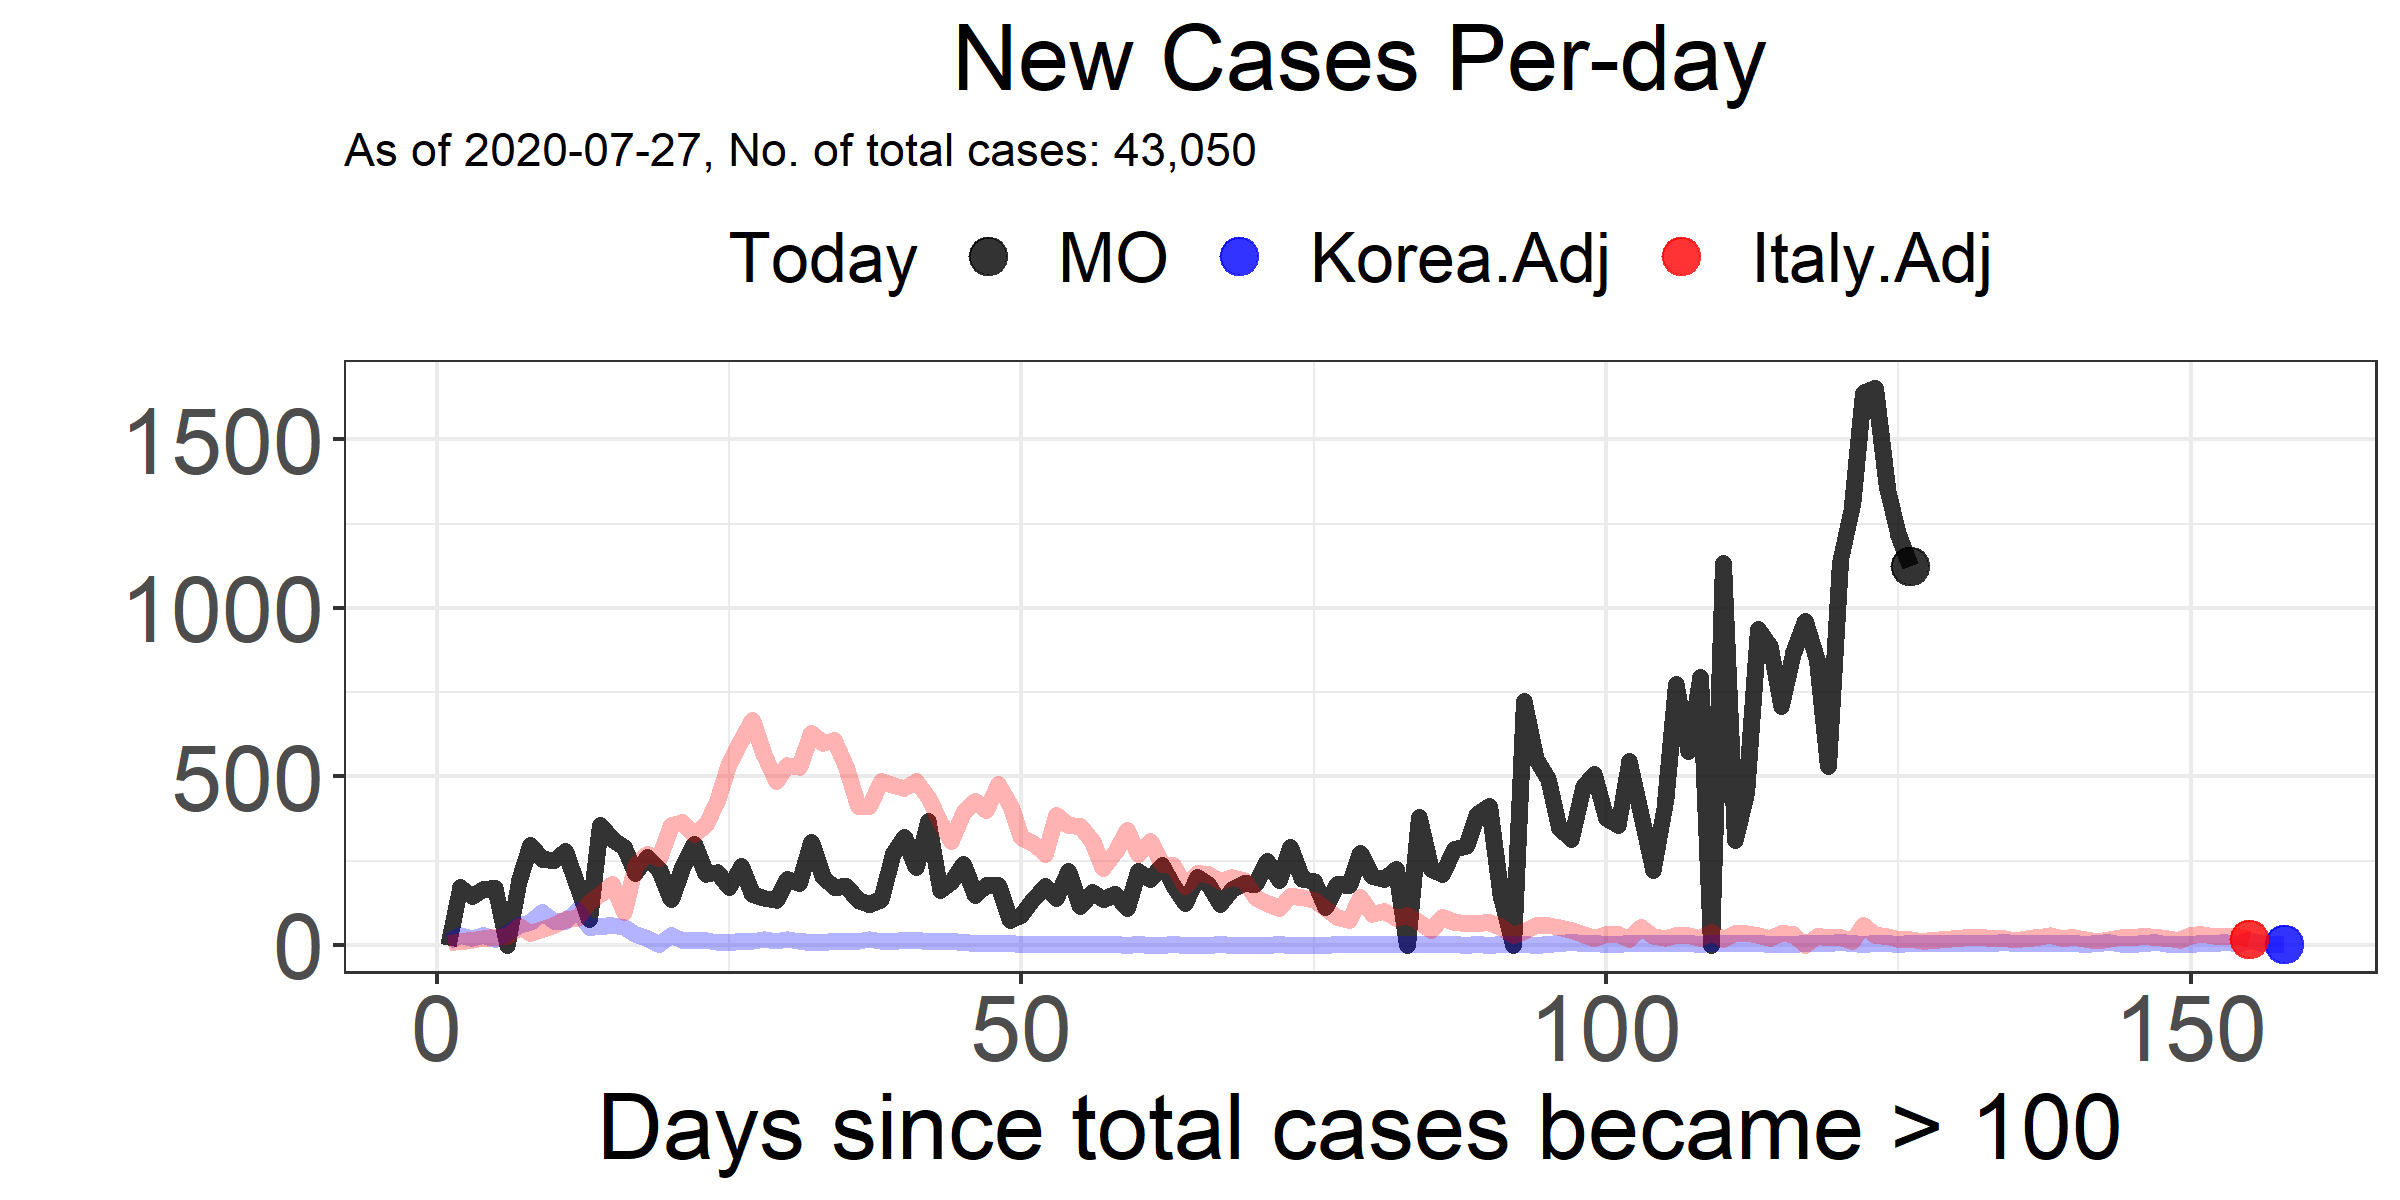 New Cases Per-day
As of 2020-07-27, No. of total cases: 43,050
Today MO Korea.Adj Italy.Adj
1500
1000
500
0
0 50 100 150
Days since total cases became > 100